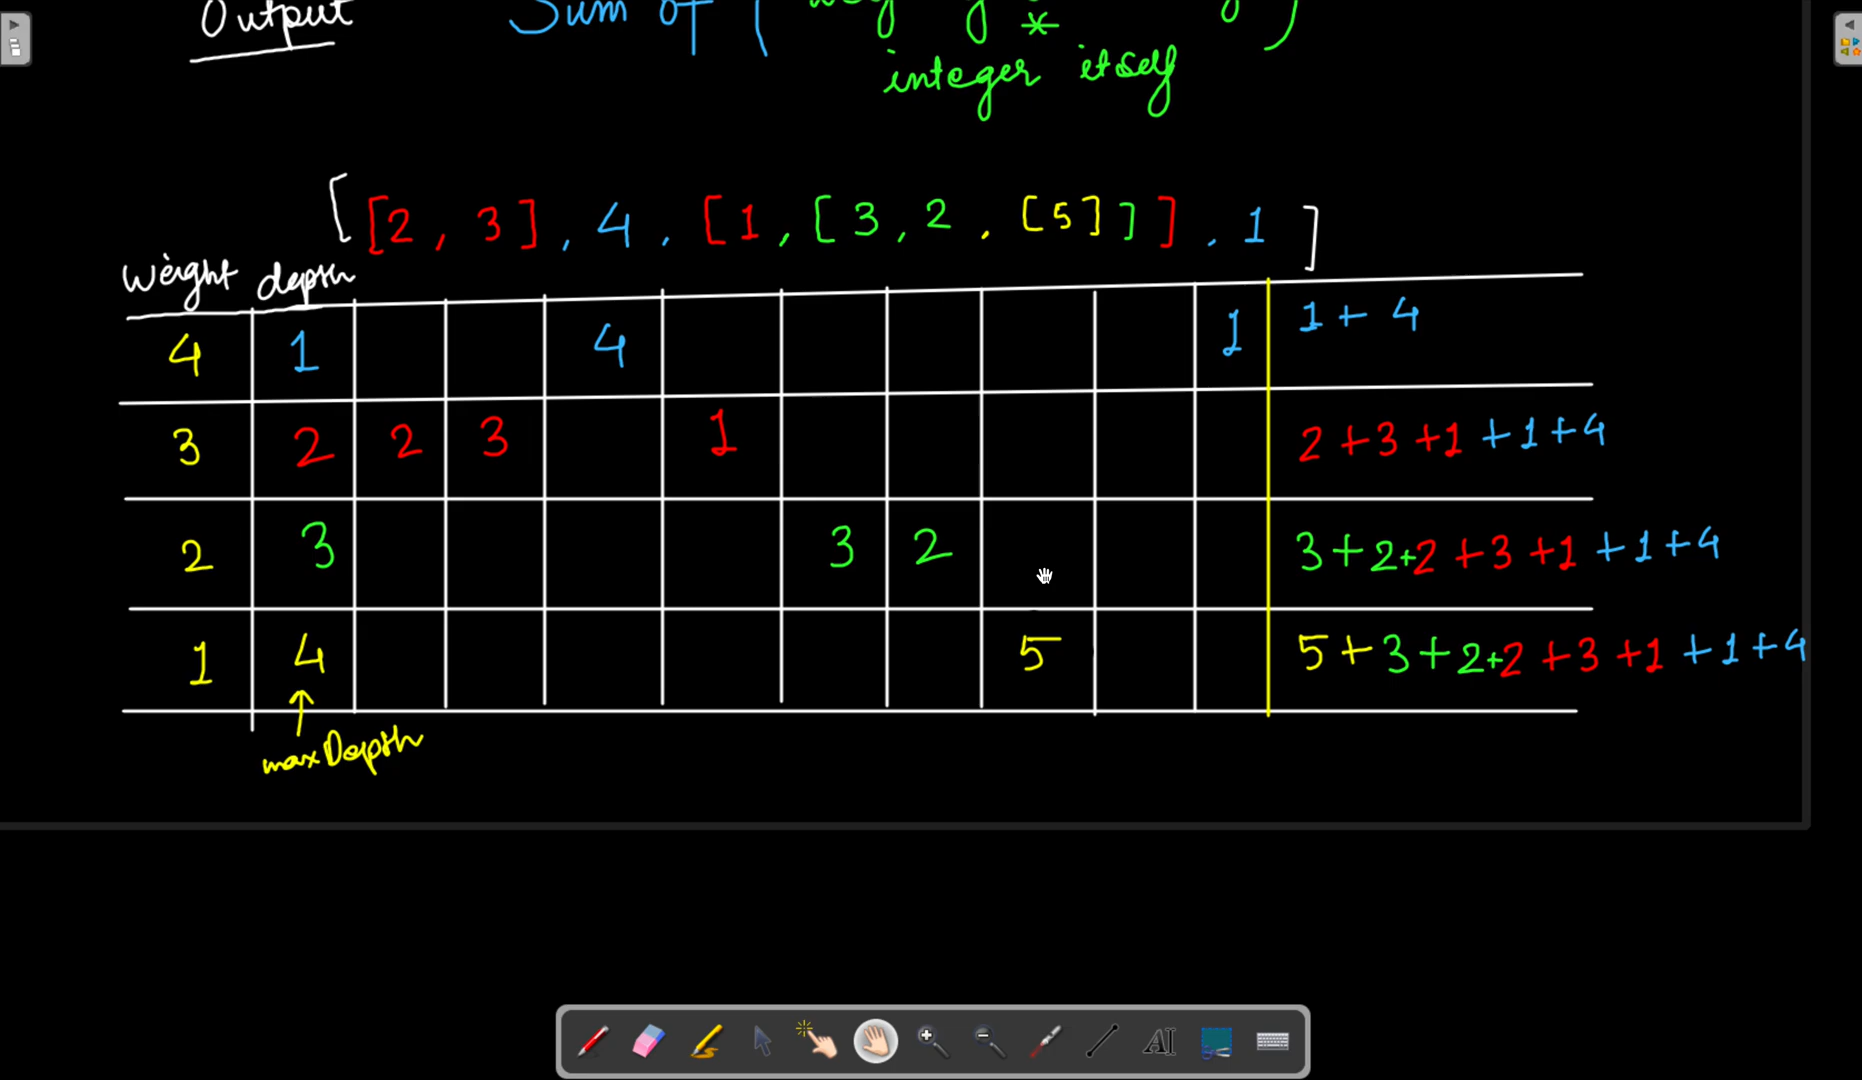 Output Sum of (
*
integer itself
[ [2, 3], 4, [1, [3, 2, [5]]], 1 ]
weight depth
4 1 4 1 1 + 4
3 2 2 3 1 2 + 3 + 1 + 1 + 4
2 3 3 2 3 + 2 + 2 + 3 + 1 + 1 + 4
1 4 5 5 + 3 + 2 + 2 + 3 + 1 + 1 + 4
maxDepth
AI